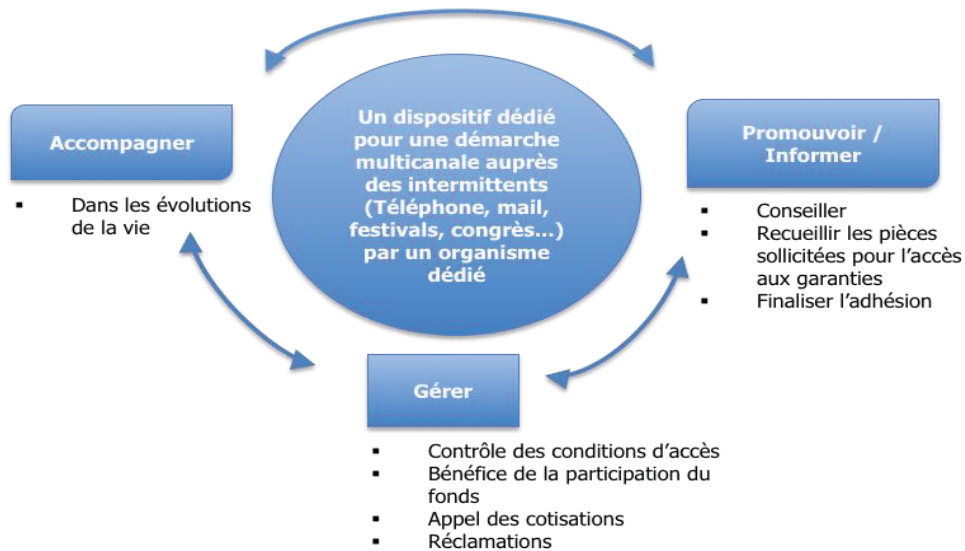 Un dispositif dédié
pour une démarche
multicanale auprès
des intermittents
(Téléphone, mail,
festivals, congrès...)
par un organisme
dédié
Accompagner
▪ Dans les évolutions
de la vie
Promouvoir /
Informer
▪ Conseiller
▪ Recueillir les pièces
sollicitées pour l’accès
aux garanties
▪ Finaliser l’adhésion
Gérer
▪ Contrôle des conditions d’accès
▪ Bénéfice de la participation du
fonds
▪ Appel des cotisations
▪ Réclamations